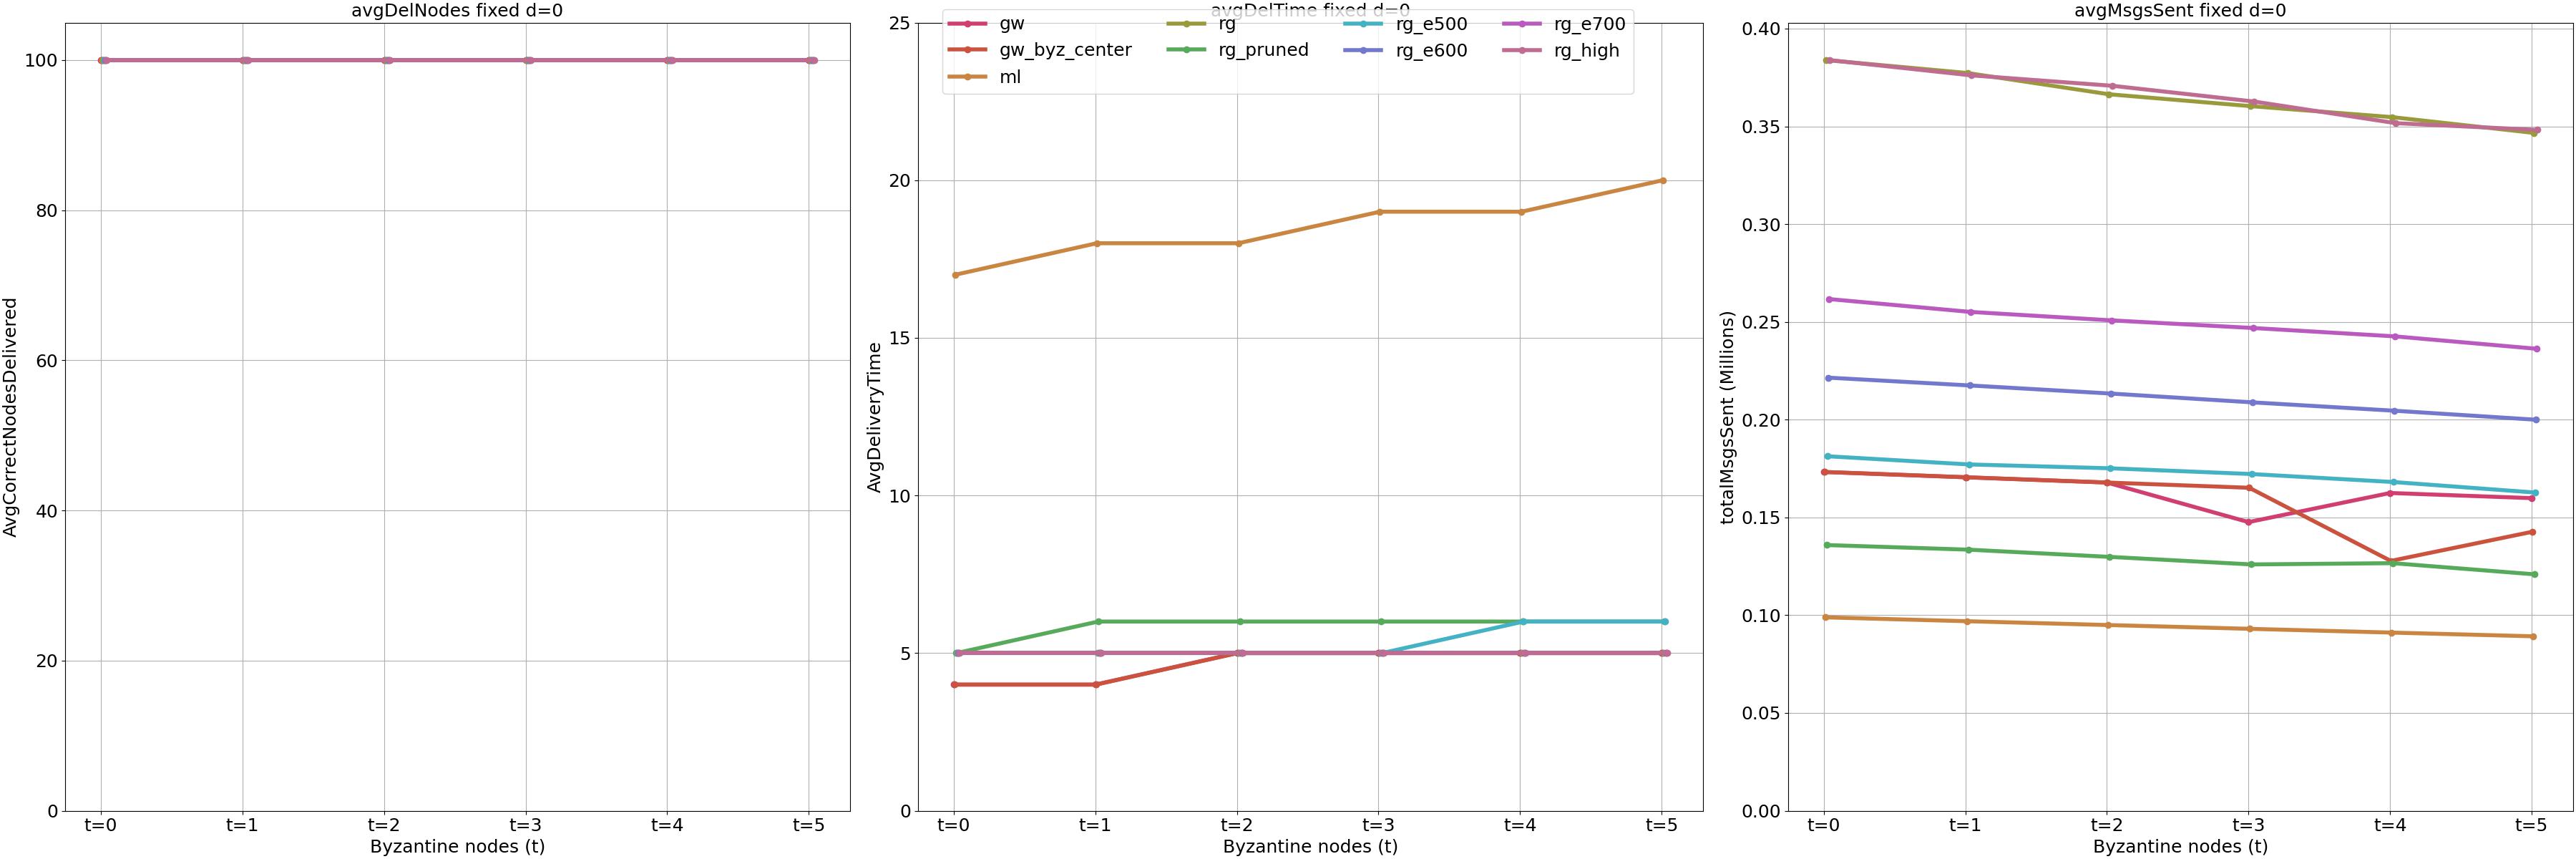 avgDelNodes fixed d=0
AvgCorrectNodesDelivered
100
80
60
40
20
0
t=0 t=1 t=2 t=3 t=4 t=5
Byzantine nodes (t)
avgDelTime fixed d=0
gw rg rg_e500 rg_e700
gw_byz_center rg_pruned rg_e600 rg_high
ml
AvgDeliveryTime
25
20
15
10
5
0
t=0 t=1 t=2 t=3 t=4 t=5
Byzantine nodes (t)
avgMsgsSent fixed d=0
totalMsgsSent (Millions)
0.40
0.35
0.30
0.25
0.20
0.15
0.10
0.05
0.00
t=0 t=1 t=2 t=3 t=4 t=5
Byzantine nodes (t)